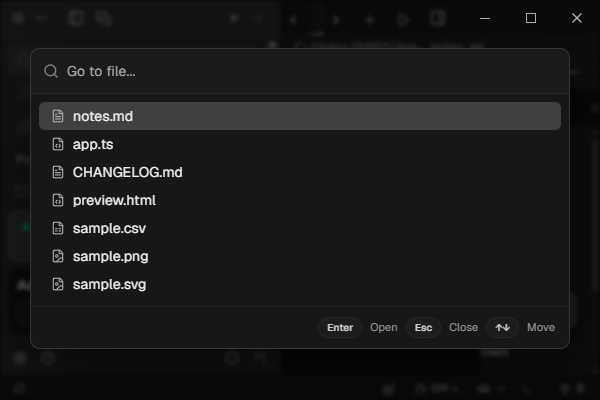 Go to file...
notes.md
app.ts
CHANGELOG.md
preview.html
sample.csv
sample.png
sample.svg
Enter Open Esc Close ↑↓ Move